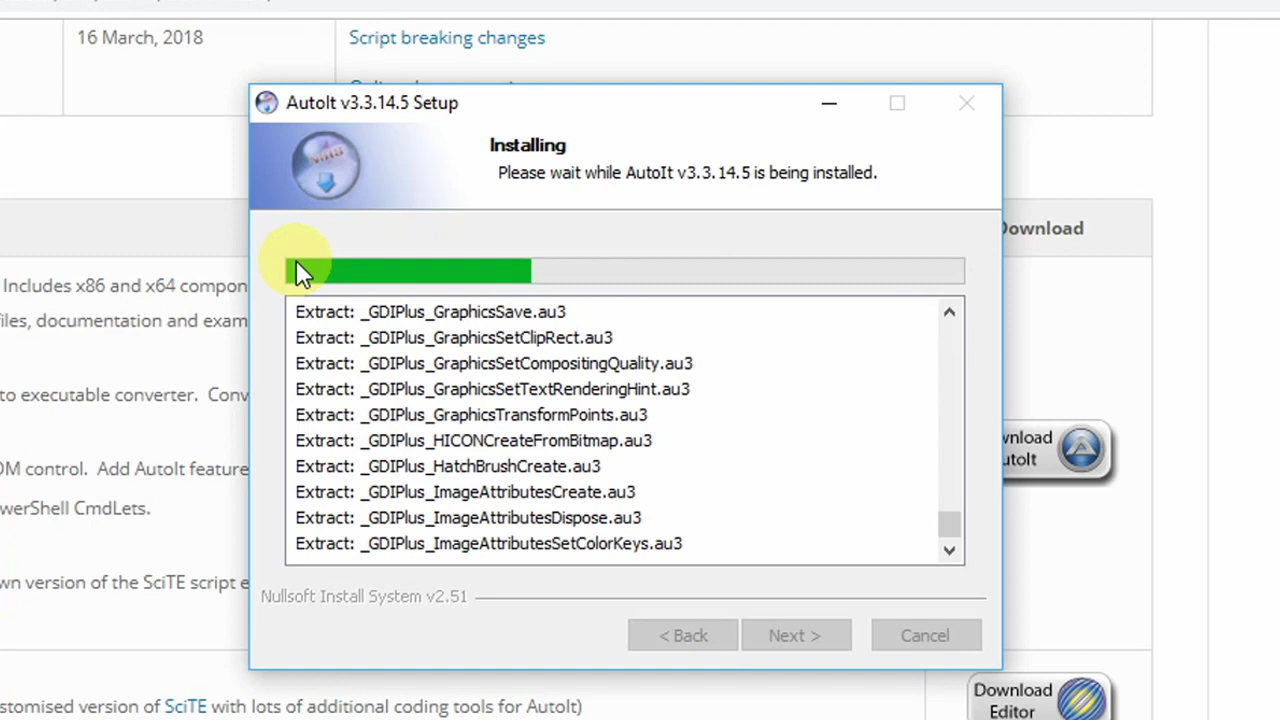 16 March, 2018
Script breaking changes
AutoIt v3.3.14.5 Setup
Installing
Please wait while AutoIt v3.3.14.5 is being installed.
Download
Includes x86 and x64 compon
files, documentation and exam
Extract: _GDIPlus_GraphicsSave.au3
Extract: _GDIPlus_GraphicsSetClipRect.au3
Extract: _GDIPlus_GraphicsSetCompositingQuality.au3
Extract: _GDIPlus_GraphicsSetTextRenderingHint.au3
to executable converter. Conv
Extract: _GDIPlus_GraphicsTransformPoints.au3
Extract: _GDIPlus_HICONCreateFromBitmap.au3
wnload
utoIt
OM control. Add AutoIt feature
Extract: _GDIPlus_HatchBrushCreate.au3
Extract: _GDIPlus_ImageAttributesCreate.au3
werShell CmdLets.
Extract: _GDIPlus_ImageAttributesDispose.au3
Extract: _GDIPlus_ImageAttributesSetColorKeys.au3
wn version of the SciTE script e
Nullsoft Install System v2.51
< Back
Next >
Cancel
stomised version of SciTE with lots of additional coding tools for AutoIt)
Download
Editor